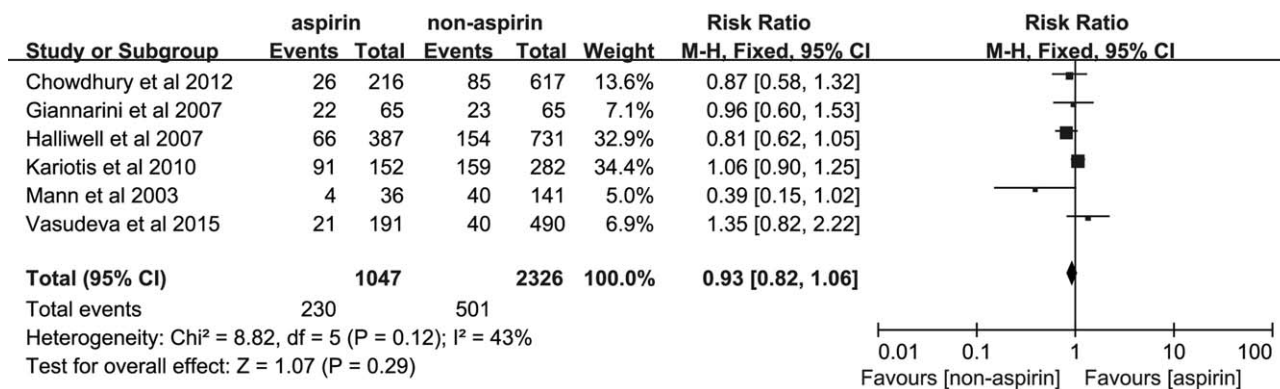 aspirin non-aspirin Risk Ratio Risk Ratio
Study or Subgroup Events Total Events Total Weight M-H, Fixed, 95% CI M-H, Fixed, 95% CI
Chowdhury et al 2012 26 216 85 617 13.6% 0.87 [0.58, 1.32]
Giannarini et al 2007 22 65 23 65 7.1% 0.96 [0.60, 1.53]
Halliwell et al 2007 66 387 154 731 32.9% 0.81 [0.62, 1.05]
Kariotis et al 2010 91 152 159 282 34.4% 1.06 [0.90, 1.25]
Mann et al 2003 4 36 40 141 5.0% 0.39 [0.15, 1.02]
Vasudeva et al 2015 21 191 40 490 6.9% 1.35 [0.82, 2.22]
Total (95% CI) 1047 2326 100.0% 0.93 [0.82, 1.06]
Total events 230 501
Heterogeneity: Chi² = 8.82, df = 5 (P = 0.12); I² = 43%
Test for overall effect: Z = 1.07 (P = 0.29)
0.01 0.1 1 10 100
Favours [non-aspirin] Favours [aspirin]